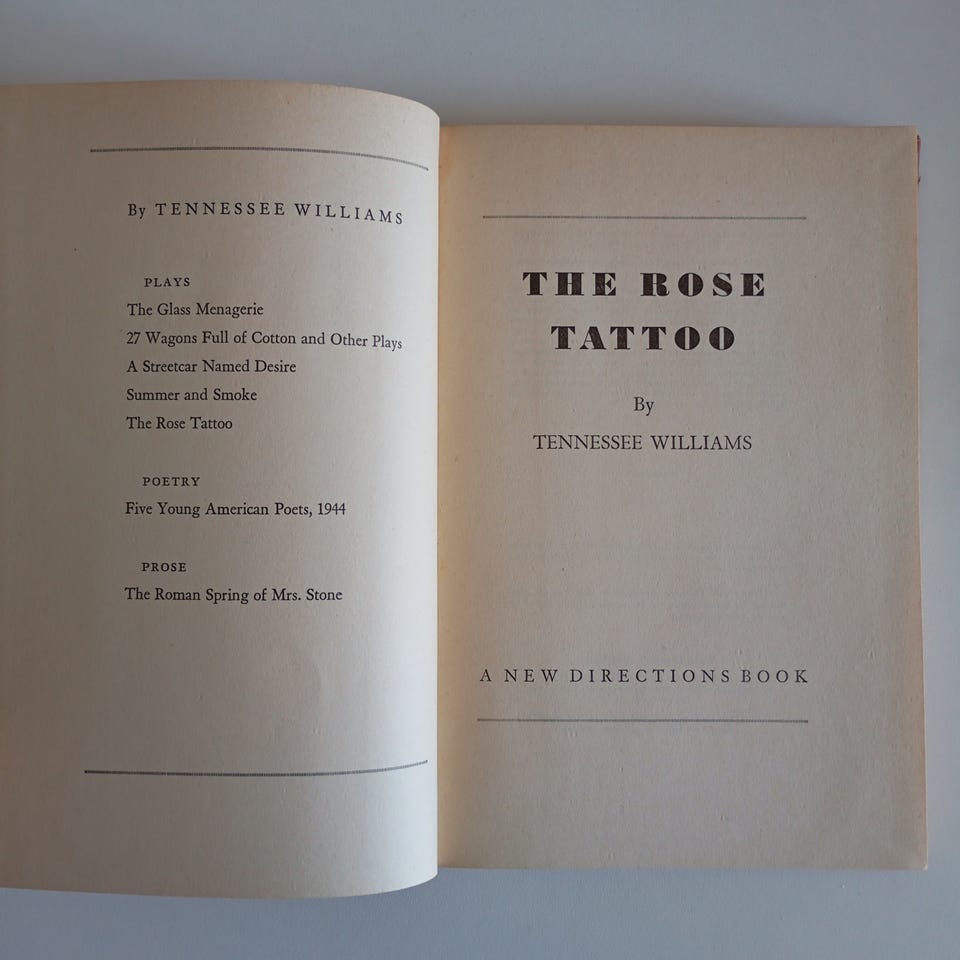 By TENNESSEE WILLIAMS
PLAYS
The Glass Menagerie
27 Wagons Full of Cotton and Other Plays
A Streetcar Named Desire
Summer and Smoke
The Rose Tattoo
POETRY
Five Young American Poets, 1944
PROSE
The Roman Spring of Mrs. Stone
THE ROSE
TATTOO
By
TENNESSEE WILLIAMS
A NEW DIRECTIONS BOOK